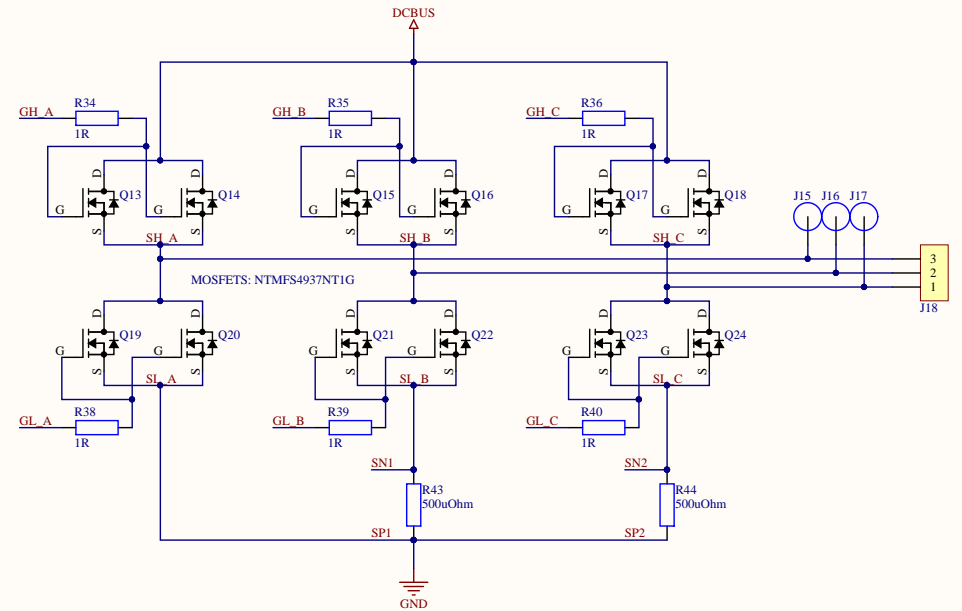 DCBUS
R34
R35
R36
GH_A
GH_B
GH_C
1R
1R
1R
D
D
D
D
D
D
Q13
Q14
Q15
Q16
Q17
Q18
J15
J16
J17
G
G
G
G
G
G
S
S
S
S
S
S
SH_A
SH_B
SH_C
3
2
1
MOSFETS: NTMFS4937NT1G
J18
D
D
D
D
D
D
Q19
Q20
Q21
Q22
Q23
Q24
G
G
G
G
G
G
S
S
S
S
S
S
SL_A
SL_B
SL_C
R38
R39
R40
GL_A
GL_B
GL_C
1R
1R
1R
SN1
SN2
R43
500uOhm
R44
500uOhm
SP1
SP2
GND